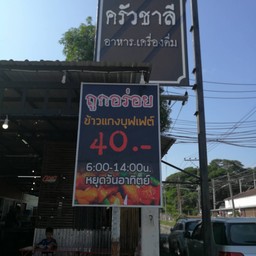 ครัวชาลี
อาหาร.เครื่องดื่ม
ถูกอร่อย
ข้าวแกงบุฟเฟ่ต์
40.-
6:00-14:00น.
หยุดวันอาทิตย์